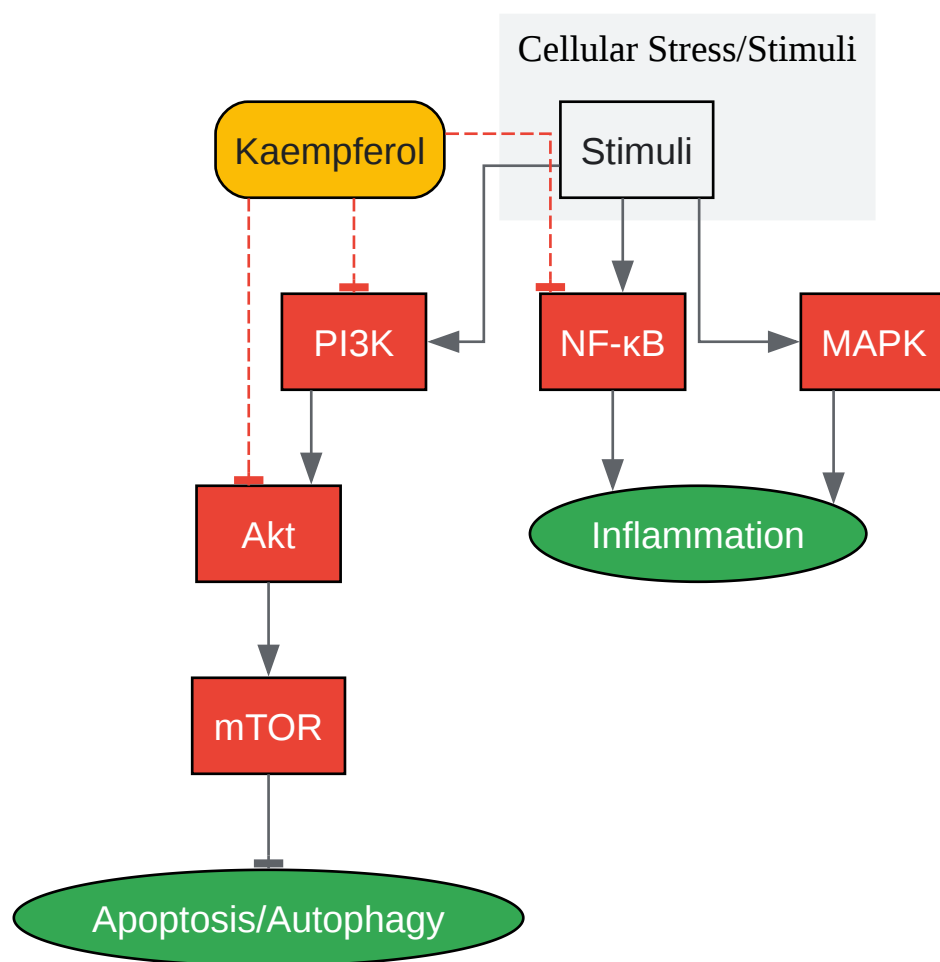 Cellular Stress/Stimuli
Kaempferol
Stimuli
PI3K
NF-κB
MAPK
Akt
Inflammation
mTOR
Apoptosis/Autophagy